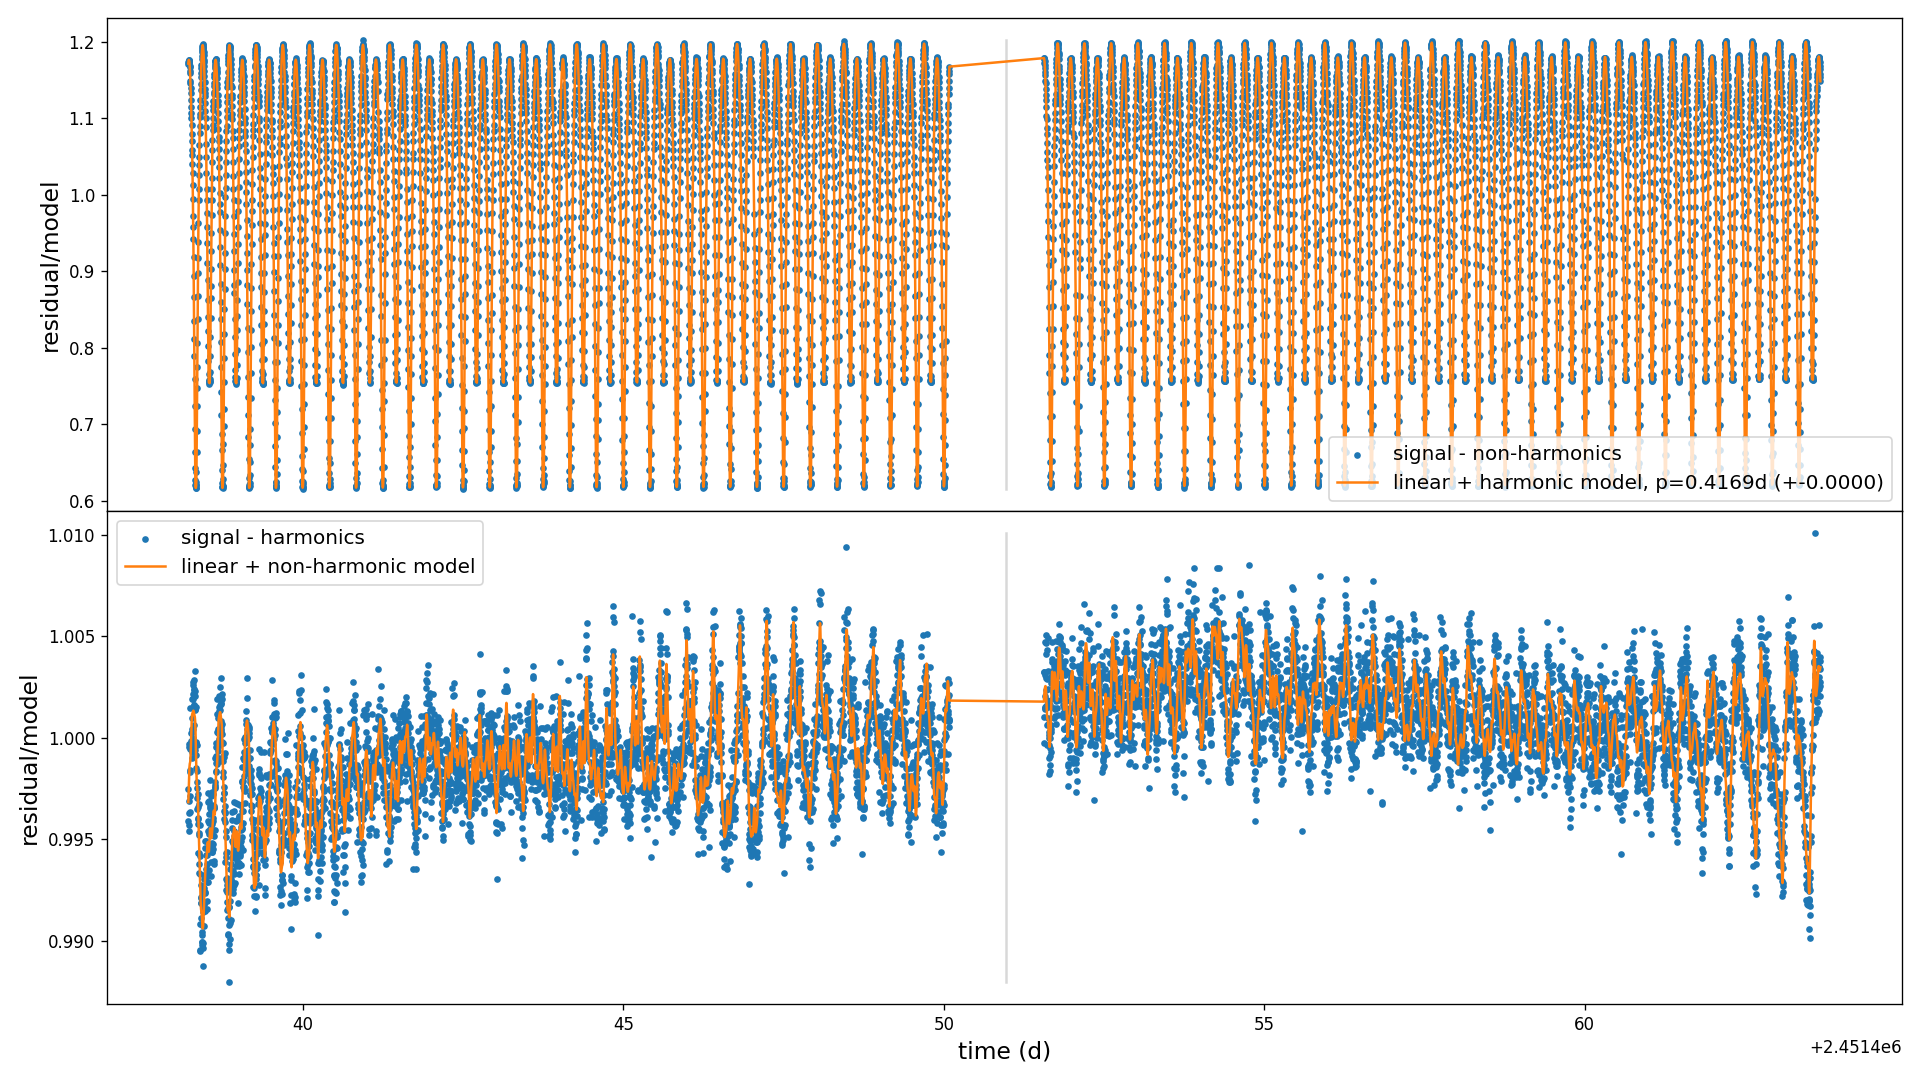 1.2
1.1
1.0
0.9
0.8
0.7
0.6
residual/model
signal - non-harmonics
linear + harmonic model, p=0.4169d (+-0.0000)
signal - harmonics
linear + non-harmonic model
1.010
1.005
1.000
0.995
0.990
residual/model
40 45 50 55 60
time (d)
+2.4514e6